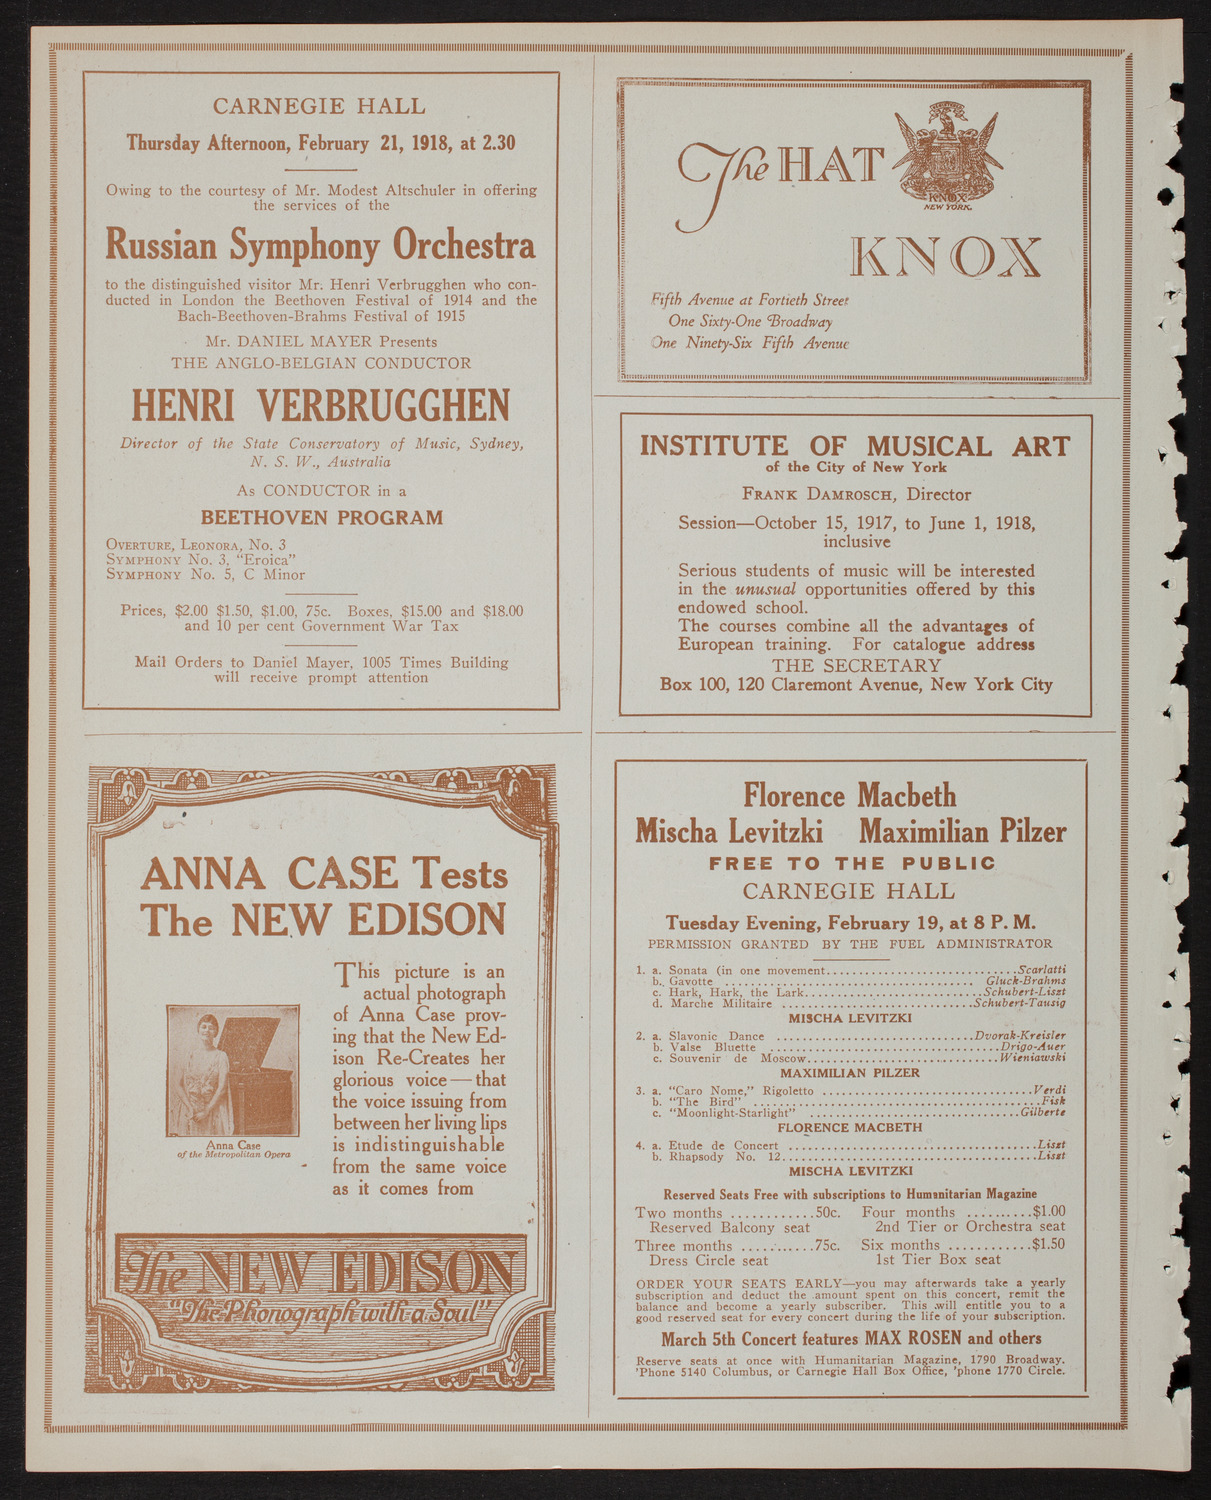 CARNEGIE HALL
Thursday Afternoon, February 21, 1918, at 2.30
Owing to the courtesy of Mr. Modest Altschuler in offering
the services of the
Russian Symphony Orchestra
to the distinguished visitor Mr. Henri Verbrugghen who con-
ducted in London the Beethoven Festival of 1914 and the
Bach-Beethoven-Brahms Festival of 1915
Mr. DANIEL MAYER Presents
THE ANGLO-BELGIAN CONDUCTOR
HENRI VERBRUGGHEN
Director of the State Conservatory of Music, Sydney,
N. S. W., Australia
As CONDUCTOR in a
BEETHOVEN PROGRAM
OVERTURE, LEONORA, No. 3
SYMPHONY No. 3, "Eroica"
SYMPHONY No. 5, C Minor
Prices, $2.00 $1.50, $1.00, 75c. Boxes, $15.00 and $18.00
and 10 per cent Government War Tax
Mail Orders to Daniel Mayer, 1005 Times Building
will receive prompt attention
ANNA CASE Tests
The NEW EDISON
This picture is an
actual photograph
of Anna Case prov-
ing that the New Ed-
ison Re-Creates her
glorious voice—that
the voice issuing from
between her living lips
is indistinguishable
from the same voice
as it comes from
Anna Case
of the Metropolitan Opera
The NEW EDISON
"The Phonograph with a Soul"
The HAT
KNOX
NEW YORK.
KNOX
Fifth Avenue at Fortieth Street
One Sixty-One Broadway
One Ninety-Six Fifth Avenue
INSTITUTE OF MUSICAL ART
of the City of New York
FRANK DAMROSCH, Director
Session—October 15, 1917, to June 1, 1918,
inclusive
Serious students of music will be interested
in the unusual opportunities offered by this
endowed school.
The courses combine all the advantages of
European training. For catalogue address
THE SECRETARY
Box 100, 120 Claremont Avenue, New York City
Florence Macbeth
Mischa Levitzki Maximilian Pilzer
FREE TO THE PUBLIC
CARNEGIE HALL
Tuesday Evening, February 19, at 8 P. M.
PERMISSION GRANTED BY THE FUEL ADMINISTRATOR
1. a. Sonata (in one movement............................Scarlatti
b. Gavotte ........................................ Gluck-Brahms
c. Hark, Hark, the Lark..........................Schubert-Liszt
d. Marche Militaire ............................Schubert-Tausig
MISCHA LEVITZKI
2. a. Slavonic Dance .............................Dvorak-Kreisler
b. Valse Bluette ..................................Drigo-Auer
c. Souvenir de Moscow............................Wieniawski
MAXIMILIAN PILZER
3. a. "Caro Nome," Rigoletto ...............................Verdi
b. "The Bird" ..........................................Fisk
c. "Moonlight-Starlight" ...............................Gilberte
FLORENCE MACBETH
4. a. Etude de Concert ....................................Liszt
b. Rhapsody No. 12.....................................Liszt
MISCHA LEVITZKI
Reserved Seats Free with subscriptions to Humanitarian Magazine
Two months ............50c. Four months ..........$1.00
Reserved Balcony seat 2nd Tier or Orchestra seat
Three months ...........75c. Six months ............$1.50
Dress Circle seat 1st Tier Box seat
ORDER YOUR SEATS EARLY—you may afterwards take a yearly
subscription and deduct the amount spent on this concert, remit the
balance and become a yearly subscriber. This will entitle you to a
good reserved seat for every concert during the life of your subscription.
March 5th Concert features MAX ROSEN and others
Reserve seats at once with Humanitarian Magazine, 1790 Broadway.
'Phone 5140 Columbus, or Carnegie Hall Box Office, 'phone 1770 Circle.